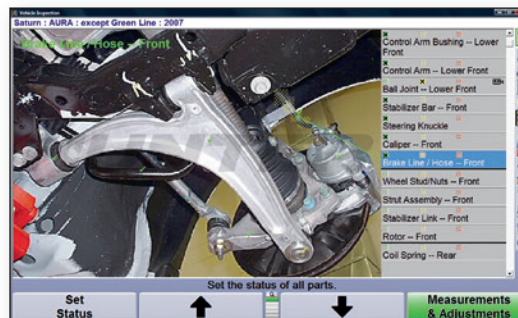 Vehicle Inspection
Saturn : AURA : except Green Line : 2007
Brake Line / Hose -- Front
HUNTER
Control Arm Bushing -- Lower
Front
Control Arm -- Lower Front
Ball Joint -- Lower Front
Stabilizer Bar -- Front
Steering Knuckle
Caliper -- Front
Brake Line / Hose -- Front
Wheel Stud/Nuts -- Front
Strut Assembly -- Front
Stabilizer Link -- Front
Rotor -- Front
Coil Spring -- Rear
Set the status of all parts.
Set
Status
Measurements
& Adjustments